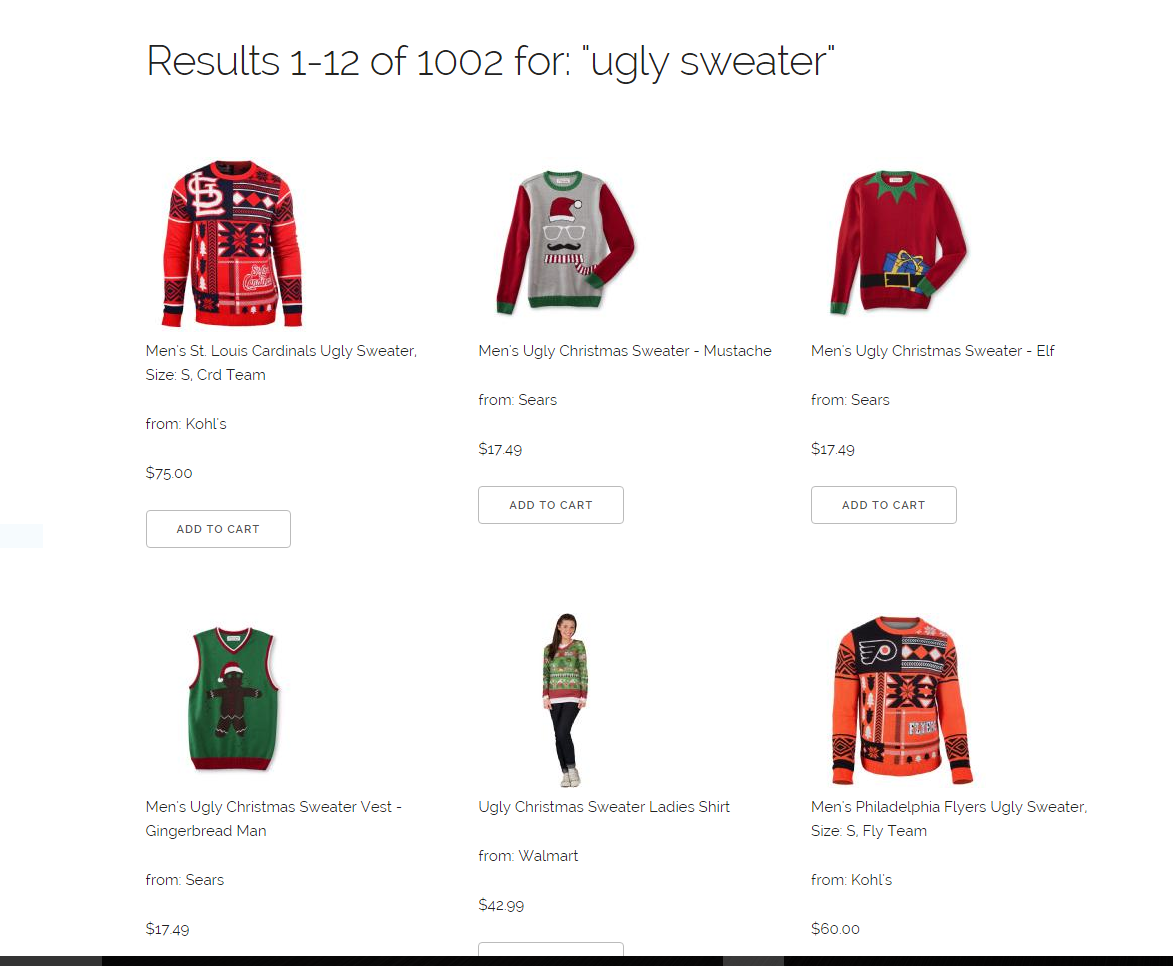 Results 1-12 of 1002 for: "ugly sweater"
Men's St. Louis Cardinals Ugly Sweater,
Size: S, Crd Team
from: Kohl's
$75.00
ADD TO CART
Men's Ugly Christmas Sweater - Mustache
from: Sears
$17.49
ADD TO CART
Men's Ugly Christmas Sweater - Elf
from: Sears
$17.49
ADD TO CART
Men's Ugly Christmas Sweater Vest -
Gingerbread Man
from: Sears
$17.49
Ugly Christmas Sweater Ladies Shirt
from: Walmart
$42.99
FLYERS
Men's Philadelphia Flyers Ugly Sweater,
Size: S, Fly Team
from: Kohl's
$60.00